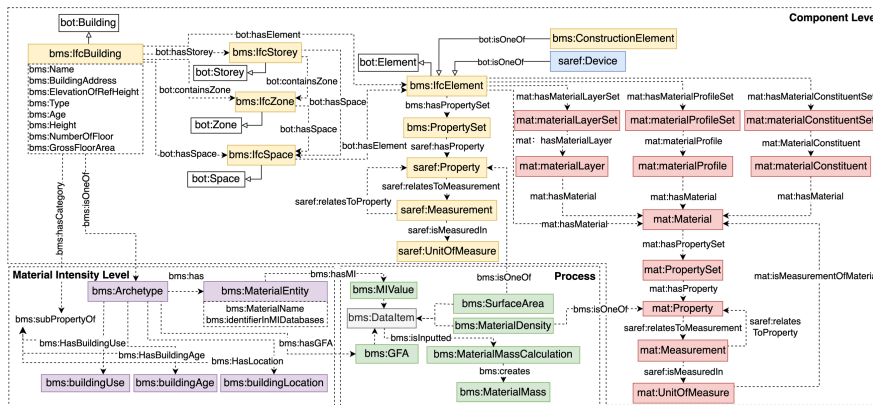 Component Leve
bot:Building
bms:IfcBuilding
bms:Name
bms:BuildingAddress
bms:ElevationOfRefHeight
bms:Type
bms:Age
bms:Height
bms:NumberOfFloor
bms:GrossFloorArea
bot:hasElement
bot:hasStorey
bms:IfcStorey
bot:Storey
bot:containsZone
bot:containsZone
bms:IfcZone
bot:hasSpace
bot:Zone
bot:hasSpace
bms:IfcSpace
bot:hasElement
bot:Space
bot:isOneOf
bms:ConstructionElement
bot:isOneOf
saref:Device
bot:Element
bms:IfcElement
bms:hasPropertySet
bms:PropertySet
saref:hasProperty
saref:Property
saref:relatesToMeasurement
saref:relatesToProperty
saref:Measurement
saref:isMeasuredIn
saref:UnitOfMeasure
mat:hasMaterialLayerSet
mat:hasMaterialProfileSet
mat:hasMaterialConstituentSet
mat:materialLayerSet
mat:materialProfileSet
mat:materialConstituentSet
mat: hasMaterialLayer
mat:materialProfile
mat:materialConstituent
mat:materialLayer
mat:materialProfile
mat:materialConstituent
mat:hasMaterial
mat:hasMaterial
mat:hasMaterial
mat:hasMaterial
mat:Material
mat:hasPropertySet
mat:PropertySet
mat:isMeasurementOfMaterial
mat:hasProperty
mat:Property
saref:relatesToMeasurement
saref:relates
ToProperty
mat:Measurement
saref:isMeasuredIn
mat:UnitOfMeasure
bms:hasCategory
bms:isOneOf
Material Intensity Level
bms:has
bms:hasMI
bms:Archetype
bms:MaterialEntity
bms:MaterialName
bms:identifierInMIDatabases
bms:subPropertyOf
bms:HasBuildingUse
bms:hasGFA
bms:HasBuildingAge
bms:HasLocation
bms:buildingUse
bms:buildingAge
bms:buildingLocation
Process
bms:isOneOf
bms:MIValue
bms:SurfaceArea
bms:isOneOf
bms:DataItem
bms:MaterialDensity
bms:isInputted
bms:GFA
bms:MaterialMassCalculation
bms:creates
bms:MaterialMass